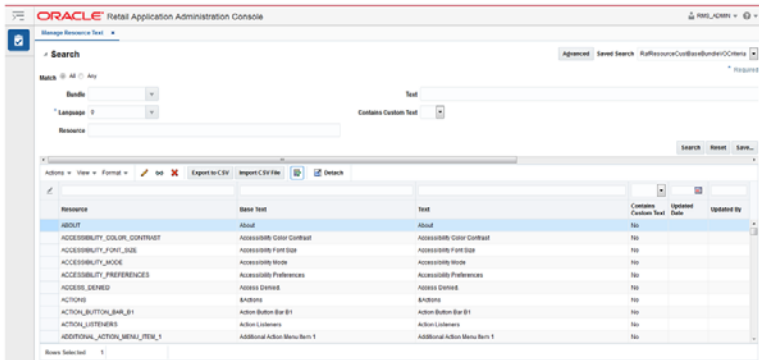 ORACLE® Retail Application Administration Console
RMS_ADMIN
Manage Resource Text ×
Search
Advanced Saved Search RafResourceCustBaseBundleVOCriteria
* Required
Match All Any
Bundle
Text
* Language 0
Contains Custom Text
Resource
Search Reset Save...
Actions View Format Export to CSV Import CSV File Detach
Resource Base Text Text Contains Custom Text Updated Date Updated By
ABOUT About About No
ACCESSIBILITY_COLOR_CONTRAST Accessibility Color Contrast Accessibility Color Contrast No
ACCESSIBILITY_FONT_SIZE Accessibility Font Size Accessibility Font Size No
ACCESSIBILITY_MODE Accessibility Mode Accessibility Mode No
ACCESSIBILITY_PREFERENCES Accessibility Preferences Accessibility Preferences No
ACCESS_DENIED Access Denied. Access Denied. No
ACTIONS &Actions &Actions No
ACTION_BUTTON_BAR_B1 Action Button Bar B1 Action Button Bar B1 No
ACTION_LISTENERS Action Listeners Action Listeners No
ADDITIONAL_ACTION_MENU_ITEM_1 Additional Action Menu Item 1 Additional Action Menu Item 1 No
Rows Selected 1